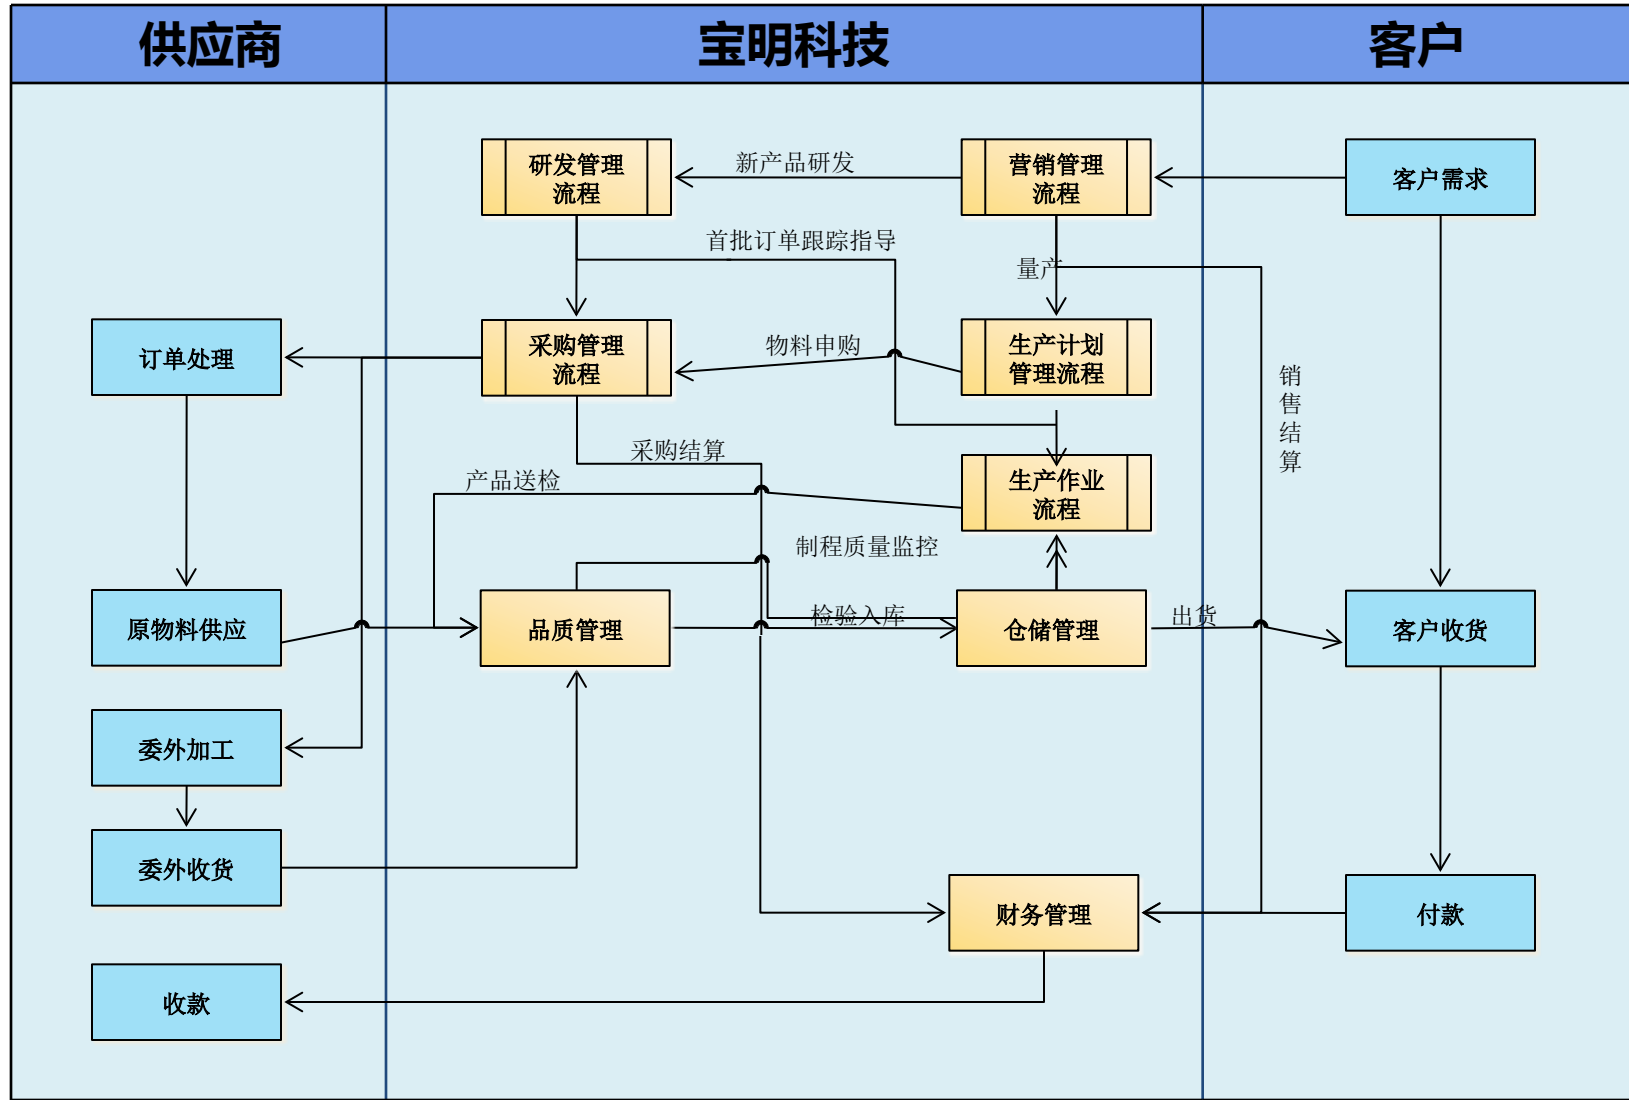 供应商
宝明科技
客户
研发管理
流程
新产品研发
营销管理
流程
客户需求
首批订单跟踪指导
量产
订单处理
采购管理
流程
物料申购
生产计划
管理流程
销
售
结
算
采购结算
产品送检
生产作业
流程
制程质量监控
原物料供应
品质管理
检验入库
仓储管理
出货
客户收货
委外加工
委外收货
财务管理
付款
收款